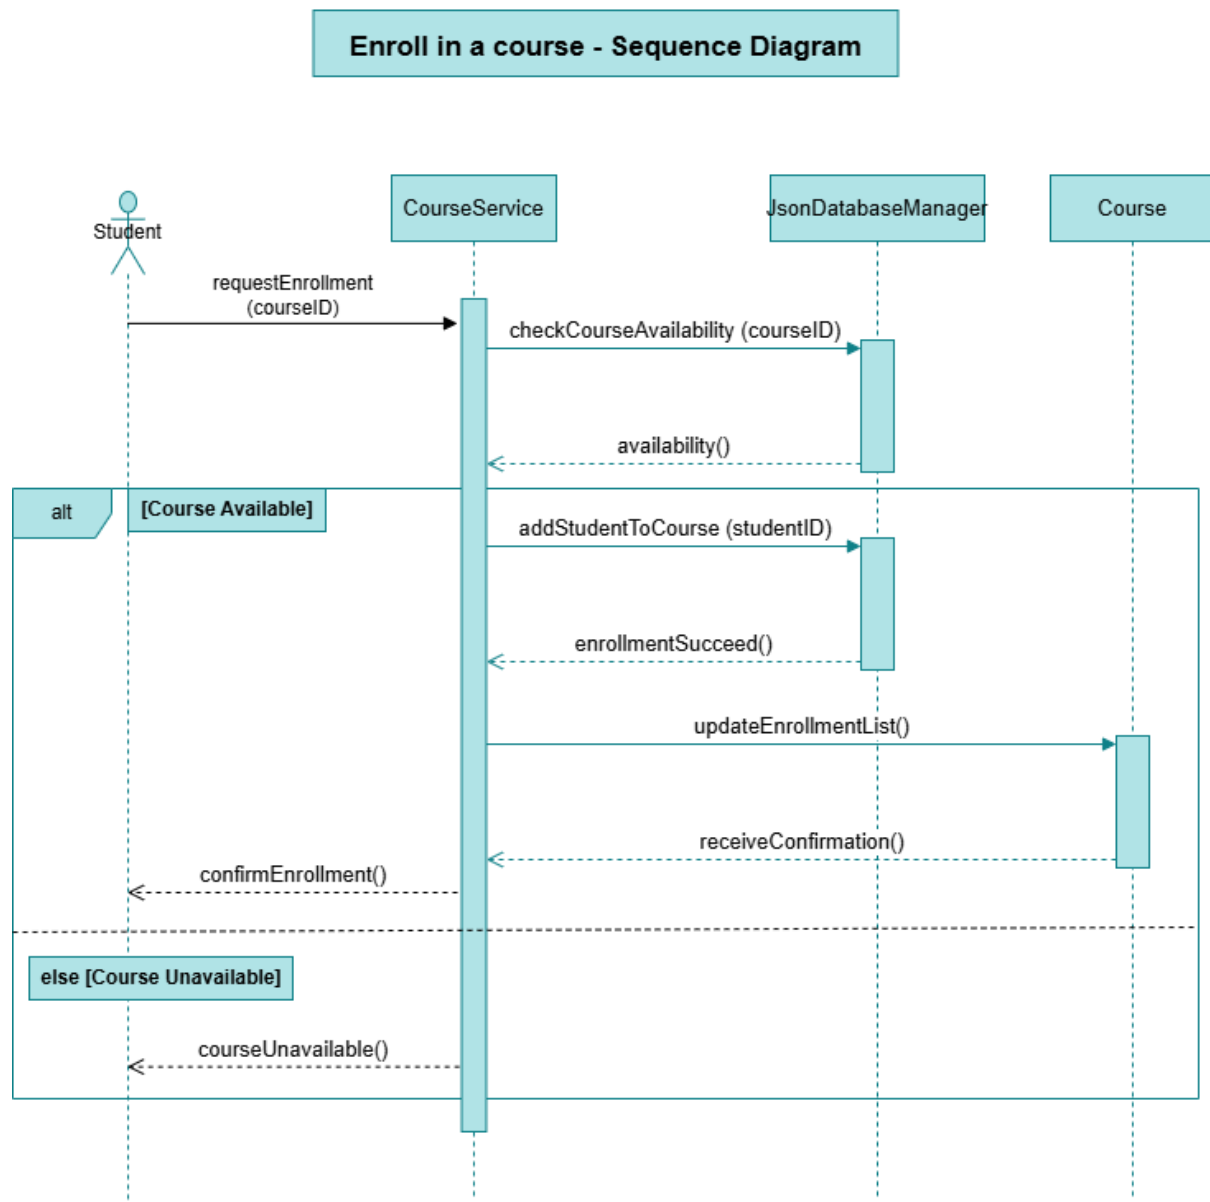 Enroll in a course - Sequence Diagram
Student
CourseService
JsonDatabaseManager
Course
requestEnrollment
(courseID)
checkCourseAvailability (courseID)
availability()
alt
[Course Available]
addStudentToCourse (studentID)
enrollmentSucceed()
updateEnrollmentList()
receiveConfirmation()
confirmEnrollment()
else [Course Unavailable]
courseUnavailable()